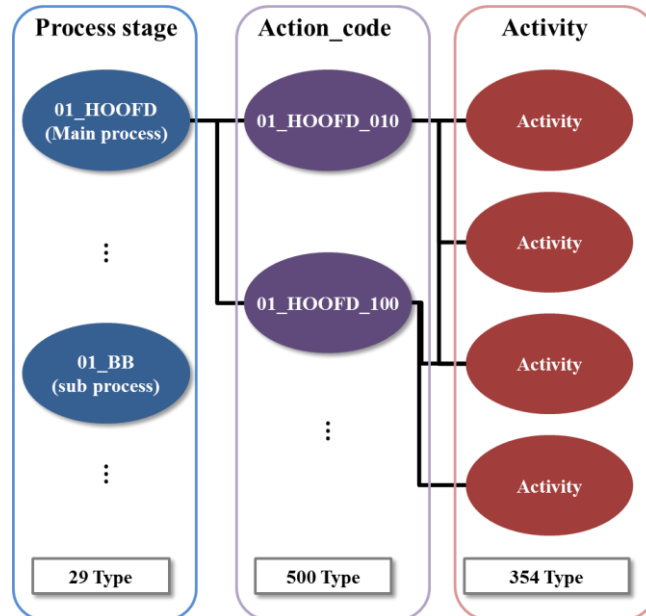 Process stage
Action_code
Activity
01_HOOFD
(Main process)
01_HOOFD_010
Activity
⋮
Activity
01_HOOFD_100
01_BB
(sub process)
Activity
⋮
⋮
Activity
29 Type
500 Type
354 Type